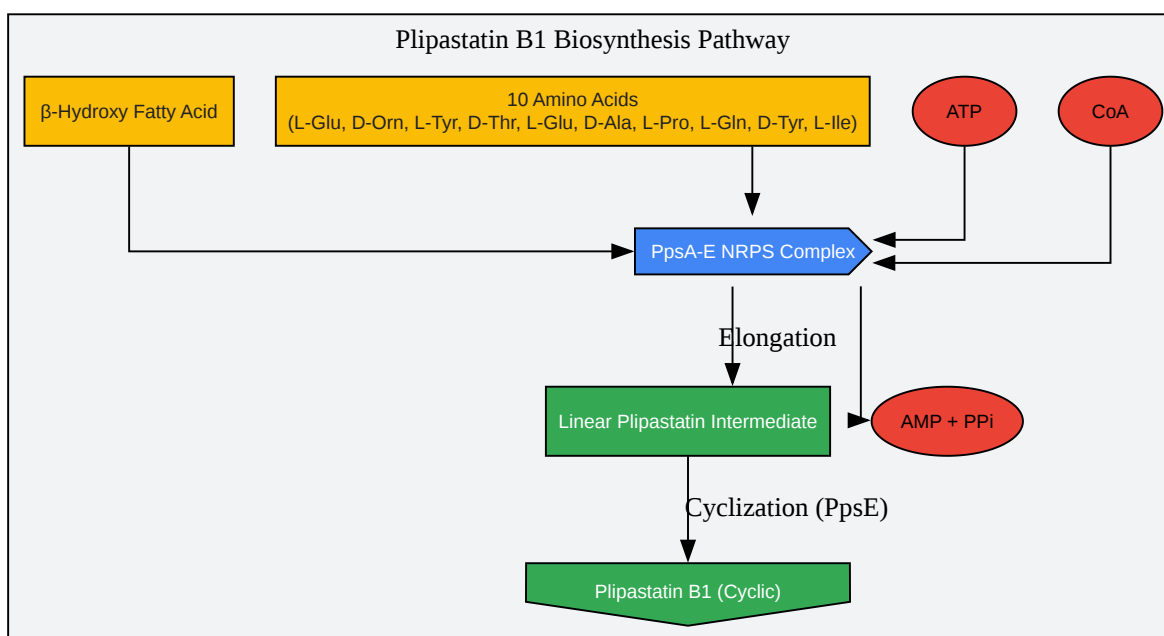 Plipastatin B1 Biosynthesis Pathway
β-Hydroxy Fatty Acid
10 Amino Acids
(L-Glu, D-Orn, L-Tyr, D-Thr, L-Glu, D-Ala, L-Pro, L-Gln, D-Tyr, L-Ile)
ATP
CoA
PpsA-E NRPS Complex
Elongation
Linear Plipastatin Intermediate
AMP + PPi
Cyclization (PpsE)
Plipastatin B1 (Cyclic)